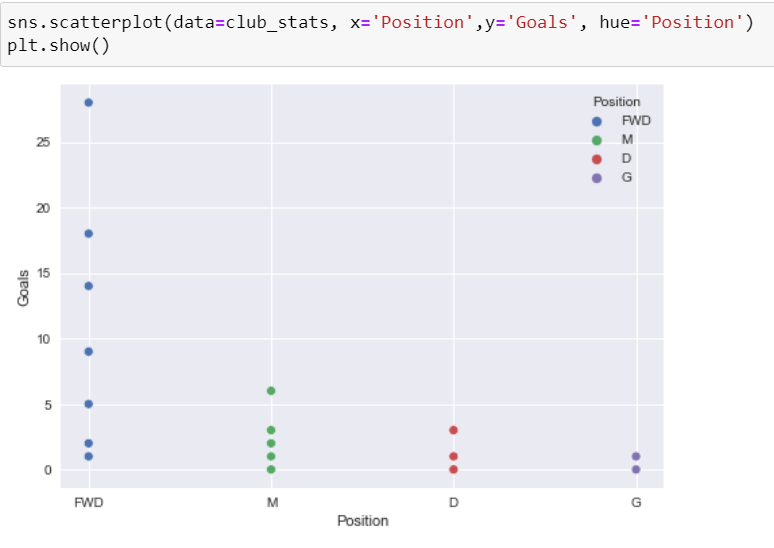 sns.scatterplot(data=club_stats, x='Position',y='Goals', hue='Position')
plt.show()
Position
FWD
M
D
G
25
20
15
10
5
0
Goals
FWD M D G
Position